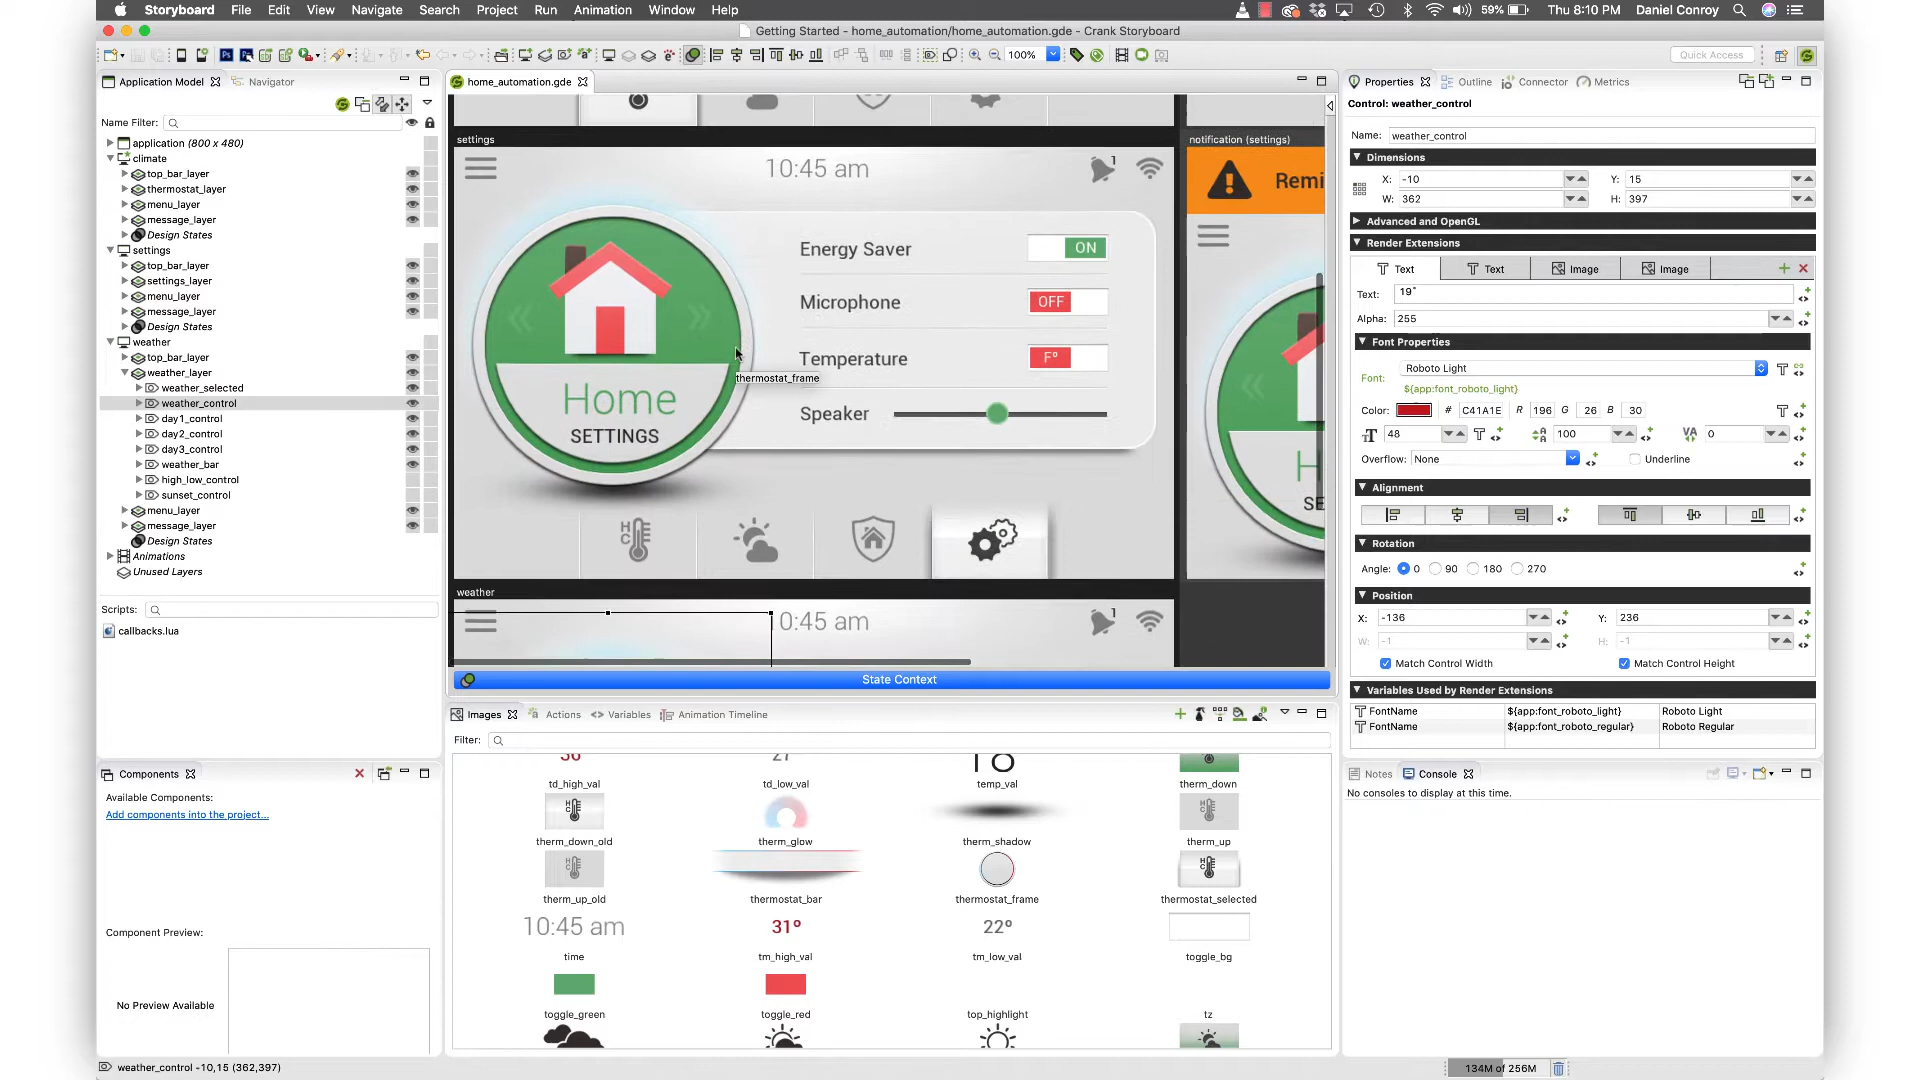 Storyboard File Edit View Navigate Search Project Run Animation Window Help
59% Thu 8:10 PM Daniel Conroy
Getting Started - home_automation/home_automation.gde - Crank Storyboard
100%
Quick Access
Application Model Navigator
Name Filter:
application (800 x 480)
climate
top_bar_layer
thermostat_layer
menu_layer
message_layer
Design States
settings
top_bar_layer
settings_layer
menu_layer
message_layer
Design States
weather
top_bar_layer
weather_layer
weather_selected
weather_control
day1_control
day2_control
day3_control
weather_bar
high_low_control
sunset_control
menu_layer
message_layer
Design States
Animations
Unused Layers
Scripts:
callbacks.lua
Components
Available Components:
Add components into the project...
Component Preview:
No Preview Available
weather_control -10,15 (362,397)
home_automation.gde
settings
10:45 am
1
Energy Saver ON
Microphone OFF
Temperature Fº
Speaker
Home
SETTINGS
thermostat_frame
H
C
notification (settings)
Remi
H
SE
weather
0:45 am
1
State Context
Images Actions Variables Animation Timeline
Filter:
td_high_val td_low_val temp_val therm_down
therm_down_old therm_glow therm_shadow therm_up
therm_up_old thermostat_bar thermostat_frame thermostat_selected
10:45 am 31º 22º
time tm_high_val tm_low_val toggle_bg
toggle_green toggle_red top_highlight tz
Properties Outline Connector Metrics
Control: weather_control
Name: weather_control
Dimensions
X: -10 Y: 15
W: 362 H: 397
Advanced and OpenGL
Render Extensions
Text Text Image Image
Text: 19°
Alpha: 255
Font Properties
Font: Roboto Light
${app:font_roboto_light}
Color: # C41A1E R 196 G 26 B 30
48 100 VA 0
Overflow: None Underline
Alignment
Rotation
Angle: 0 90 180 270
Position
X: -136 Y: 236
W: -1 H: -1
Match Control Width Match Control Height
Variables Used by Render Extensions
FontName ${app:font_roboto_light} Roboto Light
FontName ${app:font_roboto_regular} Roboto Regular
Notes Console
No consoles to display at this time.
134M of 256M